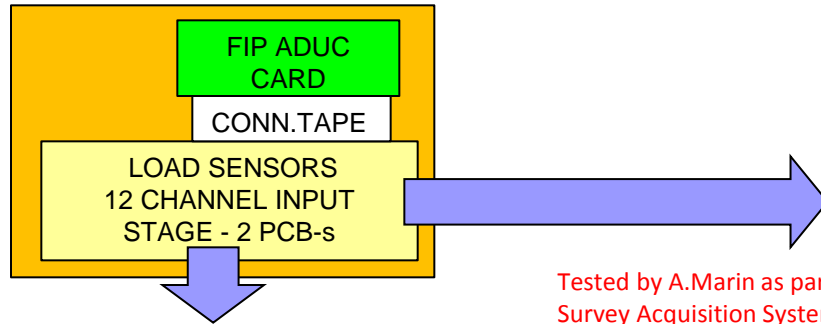 FIP ADUC
CARD
CONN.TAPE
LOAD SENSORS
12 CHANNEL INPUT
STAGE - 2 PCB-s
Tested by A.Marin as
Survey Acquisition